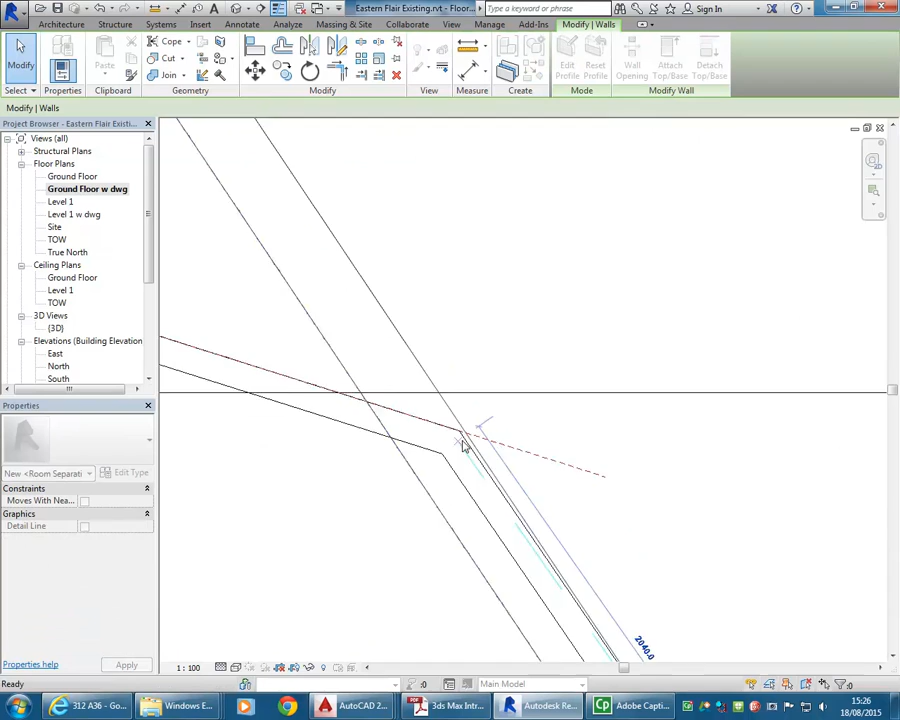 Eastern Flair Existing.rvt - Floor...
Type a keyword or phrase
Sign In
Architecture Structure Systems Insert Annotate Analyze Massing & Site Collaborate View Manage Add-Ins Modify | Walls
Modify
Paste
Cope
Cut
Join
Edit Profile
Reset Profile
Wall Opening
Attach Top/Base
Detach Top/Base
Select Properties Clipboard Geometry Modify View Measure Create Mode Modify Wall
Modify | Walls
Project Browser - Eastern Flair Existi...
Views (all)
Structural Plans
Floor Plans
Ground Floor
Ground Floor w dwg
Level 1
Level 1 w dwg
Site
TOW
True North
Ceiling Plans
Ground Floor
Level 1
TOW
3D Views
{3D}
Elevations (Building Elevation
East
North
South
Properties
New <Room Separati
Edit Type
Constraints
Moves With Nea...
Graphics
Detail Line
Properties help
Apply
2040.0
1 : 100
Ready
:0
Main Model
:0
312 A36 - Goo...
Windows E...
AutoCAD 2...
3ds Max Intr...
Autodesk Re...
Adobe Capti...
15:26
18/08/2015